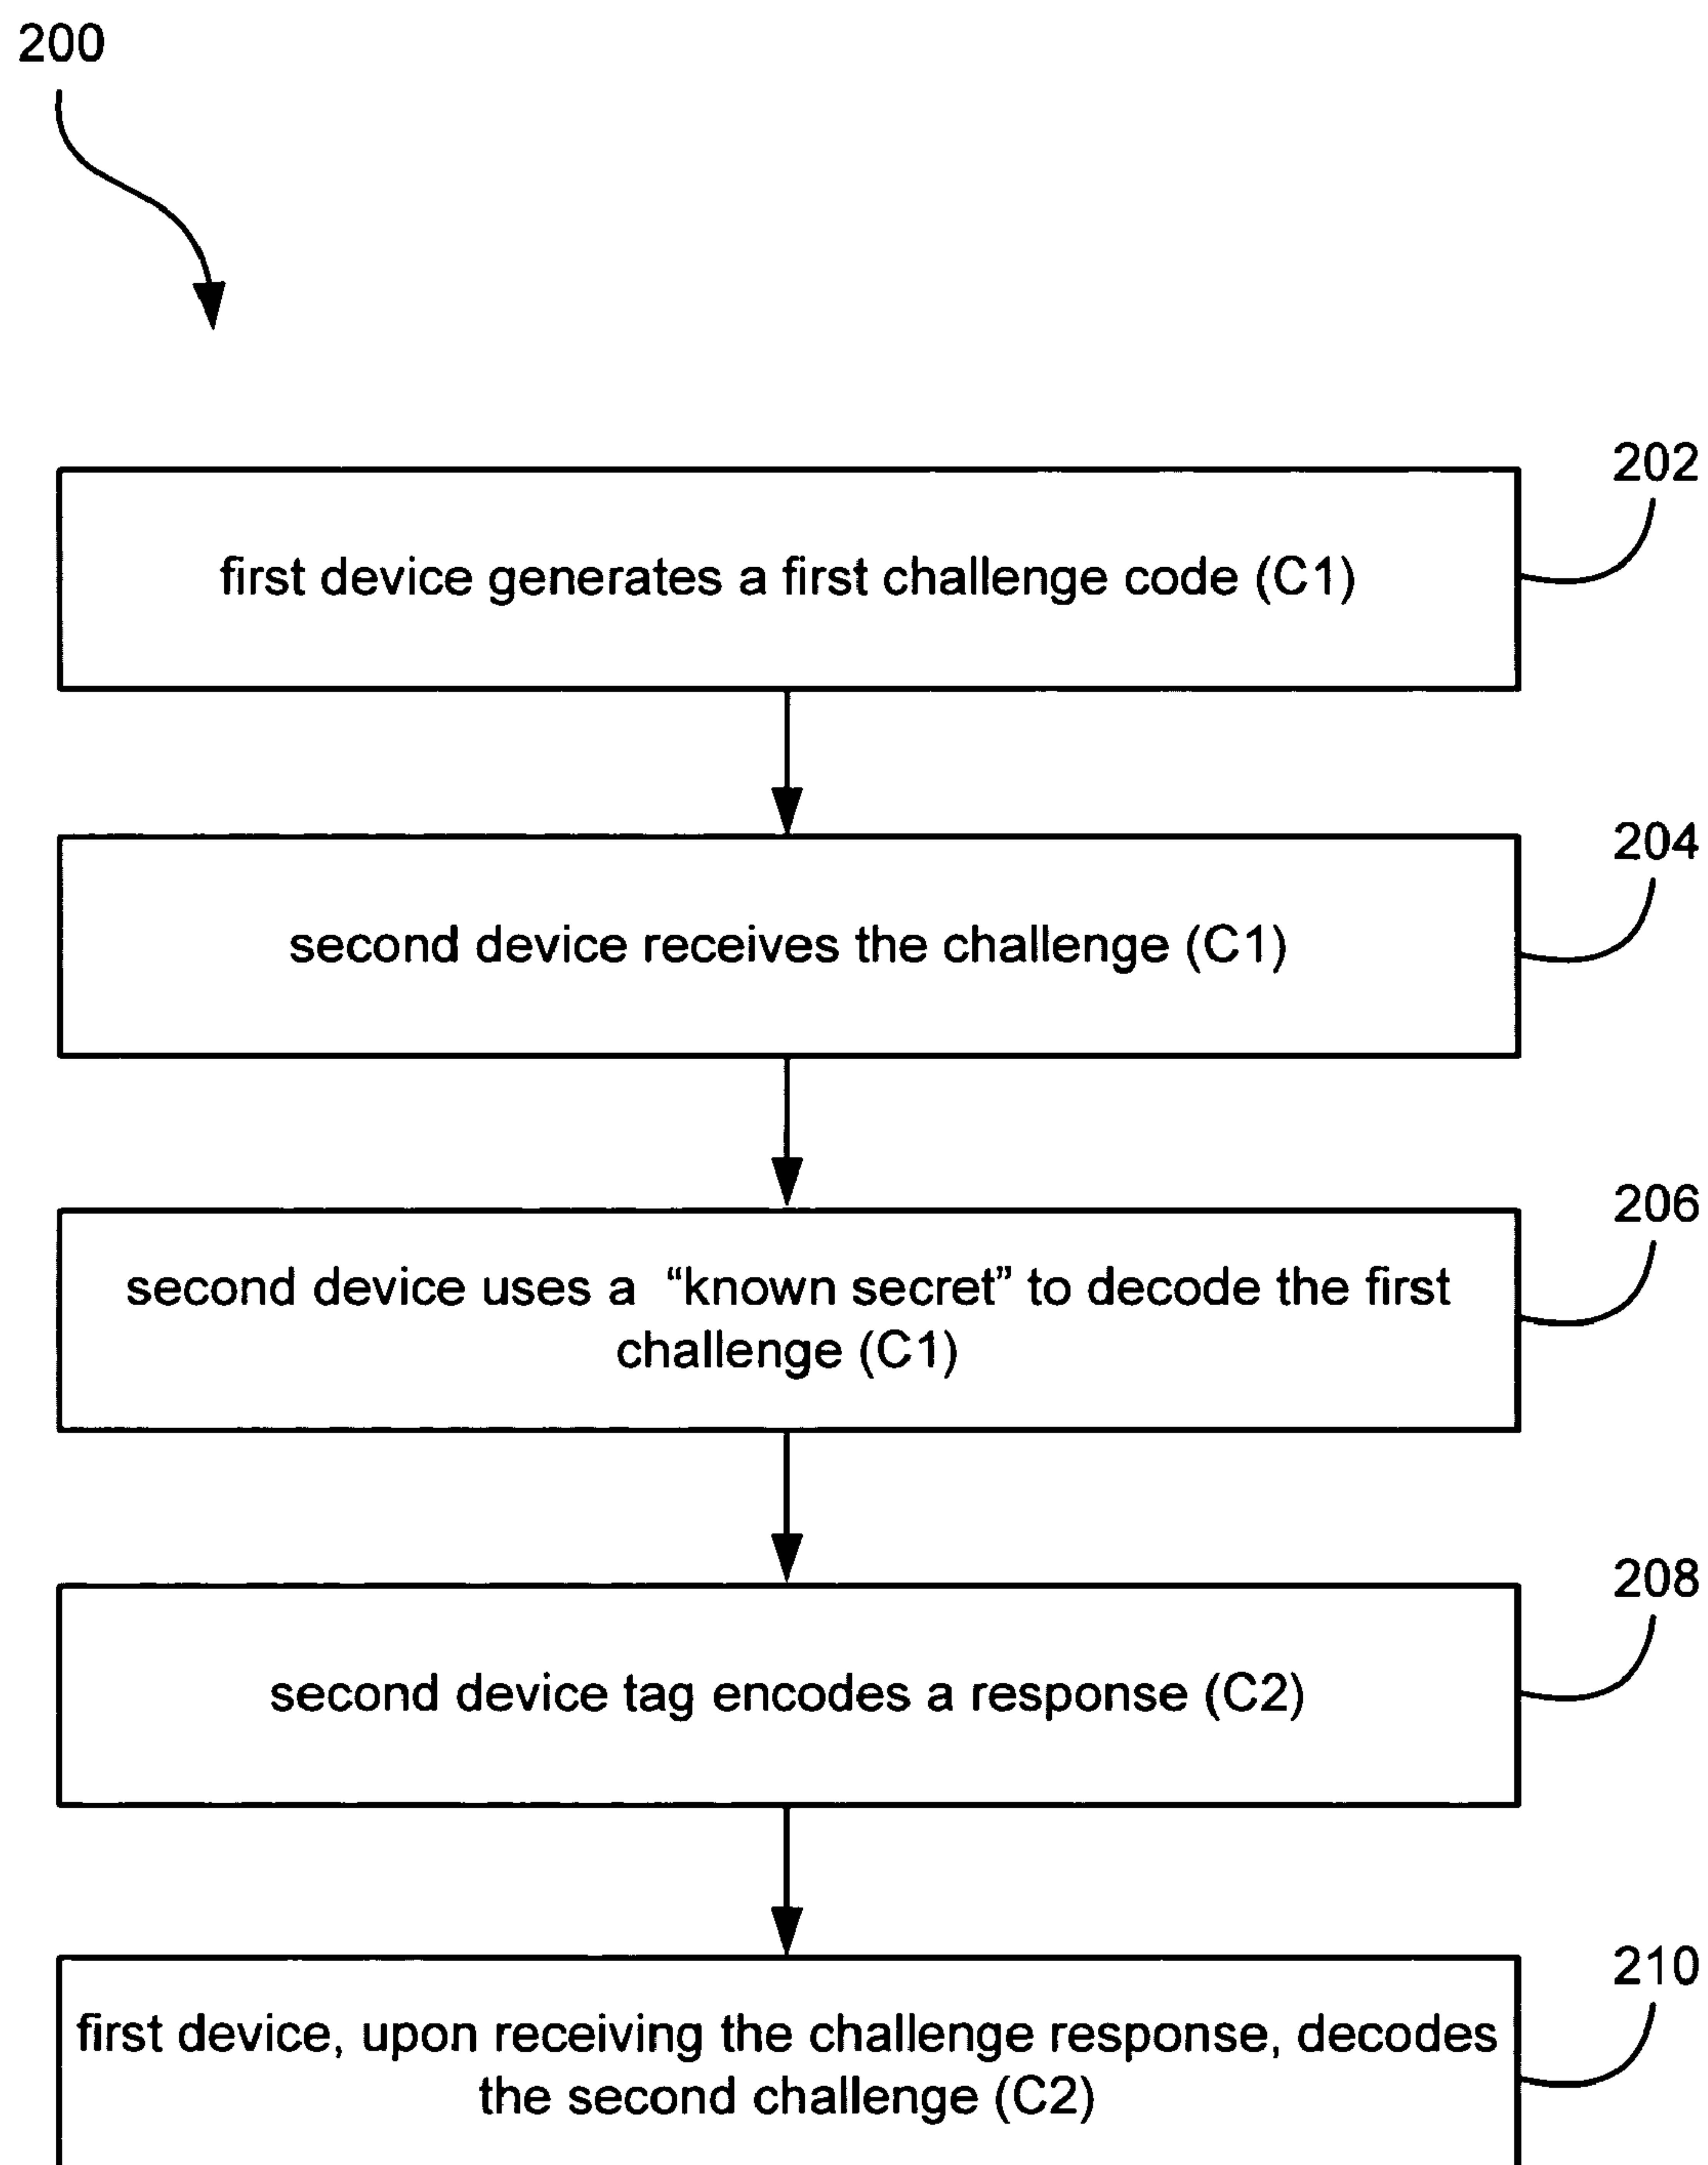 200
202
first device generates a first challenge code (C1)
204
second device receives the challenge (C1)
206
second device uses a “known secret” to decode the first
challenge (C1)
208
second device tag encodes a response (C2)
210
first device, upon receiving the challenge response, decodes
the second challenge (C2)